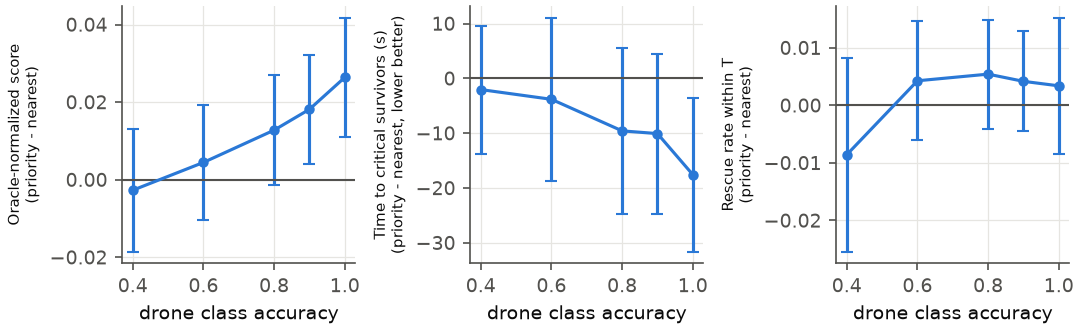 Oracle-normalized score
(priority - nearest)
0.04
0.02
0.00
−0.02
0.4 0.6 0.8 1.0
drone class accuracy
Time to critical survivors (s)
(priority - nearest, lower better)
10
0
−10
−20
−30
0.4 0.6 0.8 1.0
drone class accuracy
Rescue rate within T
(priority - nearest)
0.01
0.00
−0.01
−0.02
0.4 0.6 0.8 1.0
drone class accuracy